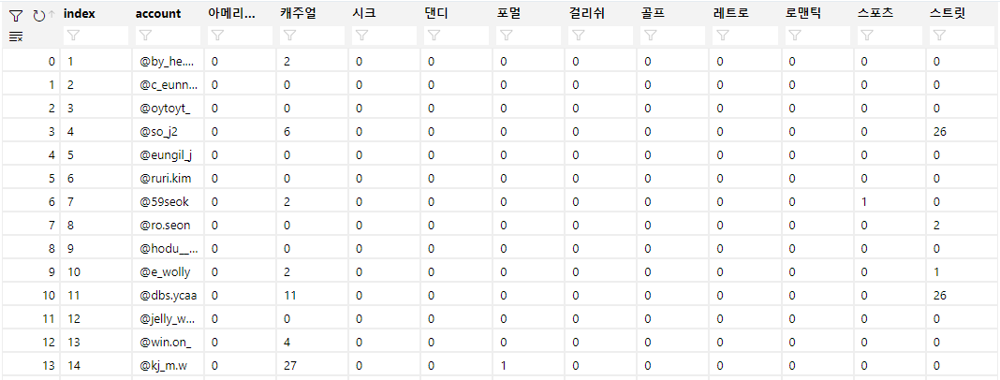 index account 아메리... 캐주얼 시크 댄디 포멀 걸리쉬 골프 레트로 로맨틱 스포츠 스트릿
0 1 @by_he.... 0 2 0 0 0 0 0 0 0 0 0
1 2 @c_eunn... 0 0 0 0 0 0 0 0 0 0 0
2 3 @oytoyt_ 0 0 0 0 0 0 0 0 0 0 0
3 4 @so_j2 0 6 0 0 0 0 0 0 0 0 26
4 5 @eungil_j 0 0 0 0 0 0 0 0 0 0 0
5 6 @ruri.kim 0 0 0 0 0 0 0 0 0 0 0
6 7 @59seok 0 2 0 0 0 0 0 0 0 1 0
7 8 @ro.seon 0 0 0 0 0 0 0 0 0 0 2
8 9 @hodu__... 0 0 0 0 0 0 0 0 0 0 0
9 10 @e_wolly 0 2 0 0 0 0 0 0 0 0 1
10 11 @dbs.ycaa 0 11 0 0 0 0 0 0 0 0 26
11 12 @jelly_w... 0 0 0 0 0 0 0 0 0 0 0
12 13 @win.on_ 0 4 0 0 0 0 0 0 0 0 0
13 14 @kj_m.w 0 27 0 0 1 0 0 0 0 0 0